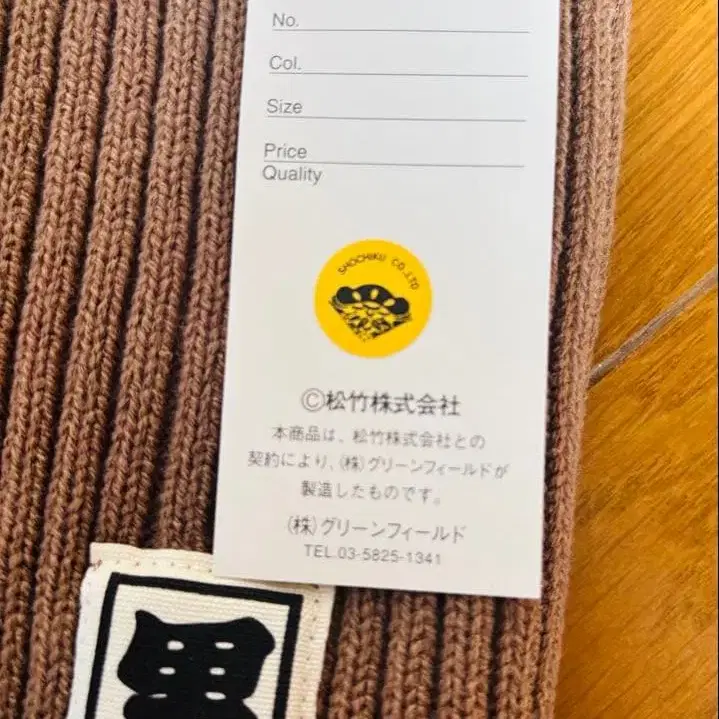 No.
Col.
Size
Price
Quality
SHOCHIKU CO.,LTD
©松竹株式会社
本商品は、松竹株式会社との
契約により、(株)グリーンフィールドが
製造したものです。
(株)グリーンフィールド
TEL.03-5825-1341